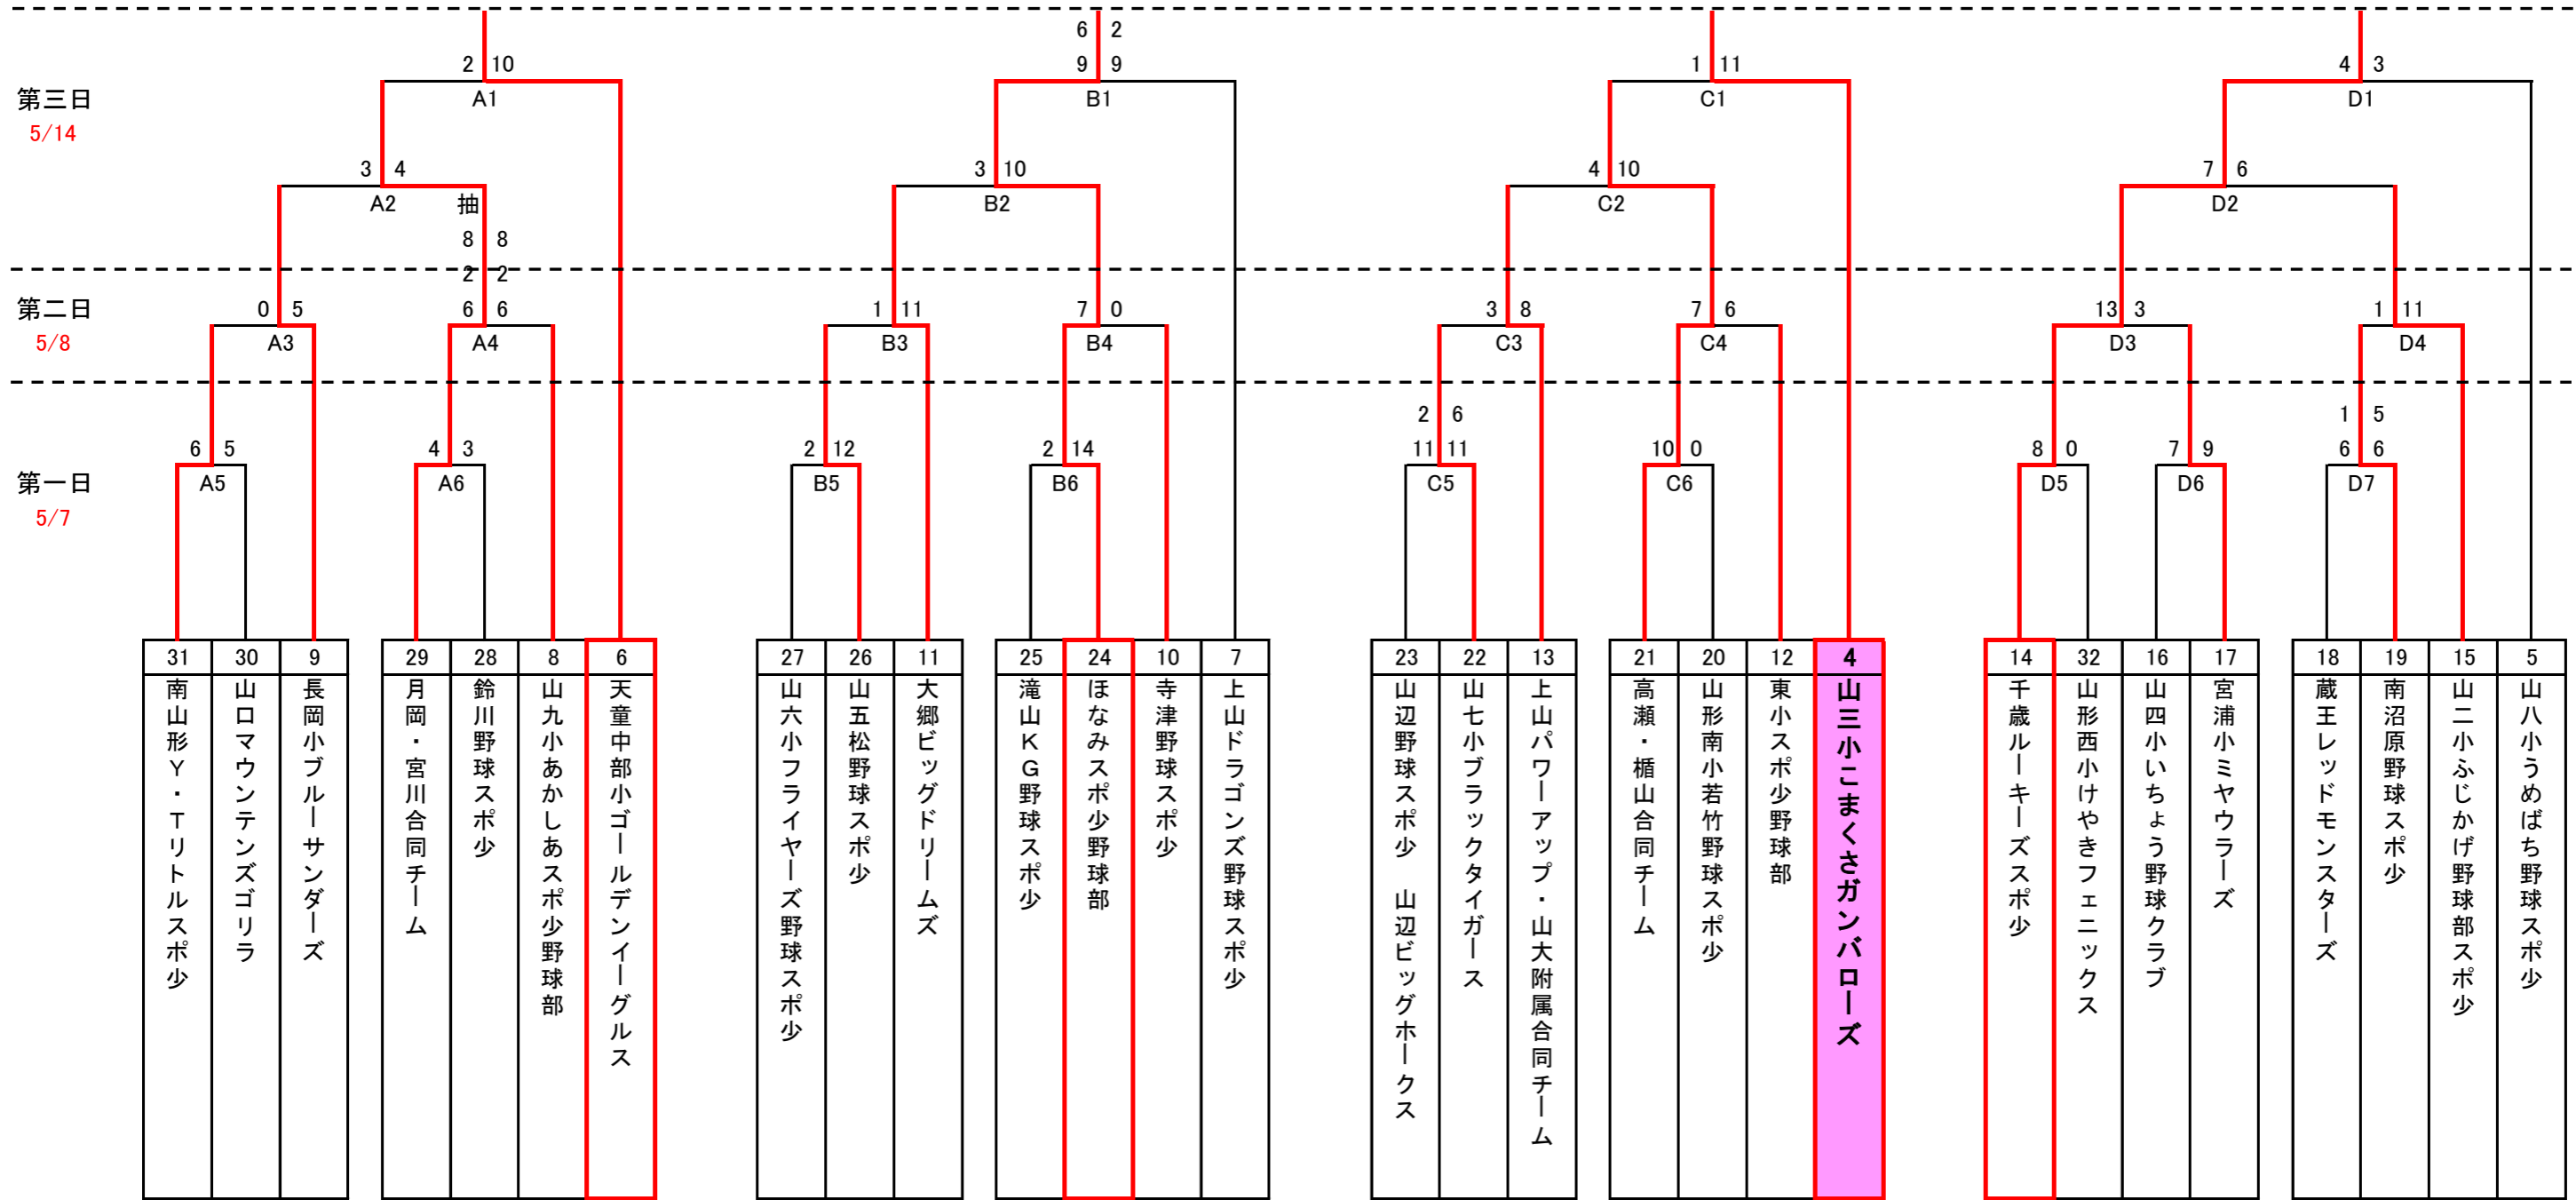 6 2
2 10
9 9
1 11
4 3
第三日
A1
B1
C1
D1
5/14
3 4
3 10
4 10
7 6
A2
抽
B2
C2
D2
8 8
2 2
第二日
0 5
6 6
1 11
7 0
3 8
7 6
13 3
1 11
5/8
A3
A4
B3
B4
C3
C4
D3
D4
2 6
1 5
6 5
4 3
2 12
2 14
11 11
10 0
8 0
7 9
6 6
第一日
A5
A6
B5
B6
C5
C6
D5
D6
D7
5/7
31
南山形Y・Tリトルスポ少
30
山口マウンテンズゴリラ
9
長岡小ブルーサンダーズ
29
月岡・宮川合同チーム
28
鈴川野球スポ少
8
山九小あかしあスポ少野球部
6
天童中部小ゴールデンイーグルス
27
山六小フライヤーズ野球スポ少
26
山五松野球スポ少
11
大郷ビッグドリームズ
25
滝山KG野球スポ少
24
ほなみスポ少野球部
10
寺津野球スポ少
7
上山ドラゴンズ野球スポ少
23
山辺野球スポ少　山辺ビッグホークス
22
山七小ブラックタイガース
13
上山パワーアップ・山大附属合同チーム
21
高瀬・楯山合同チーム
20
山形南小若竹野球スポ少
12
東小スポ少野球部
4
山三小こまくさガンバローズ
14
千歳ルーキーズスポ少
32
山形西小けやきフェニックス
16
山四小いちょう野球クラブ
17
宮浦小ミヤウラーズ
18
蔵王レッドモンスターズ
19
南沼原野球スポ少
15
山二小ふじかげ野球部スポ少
5
山八小うめばち野球スポ少